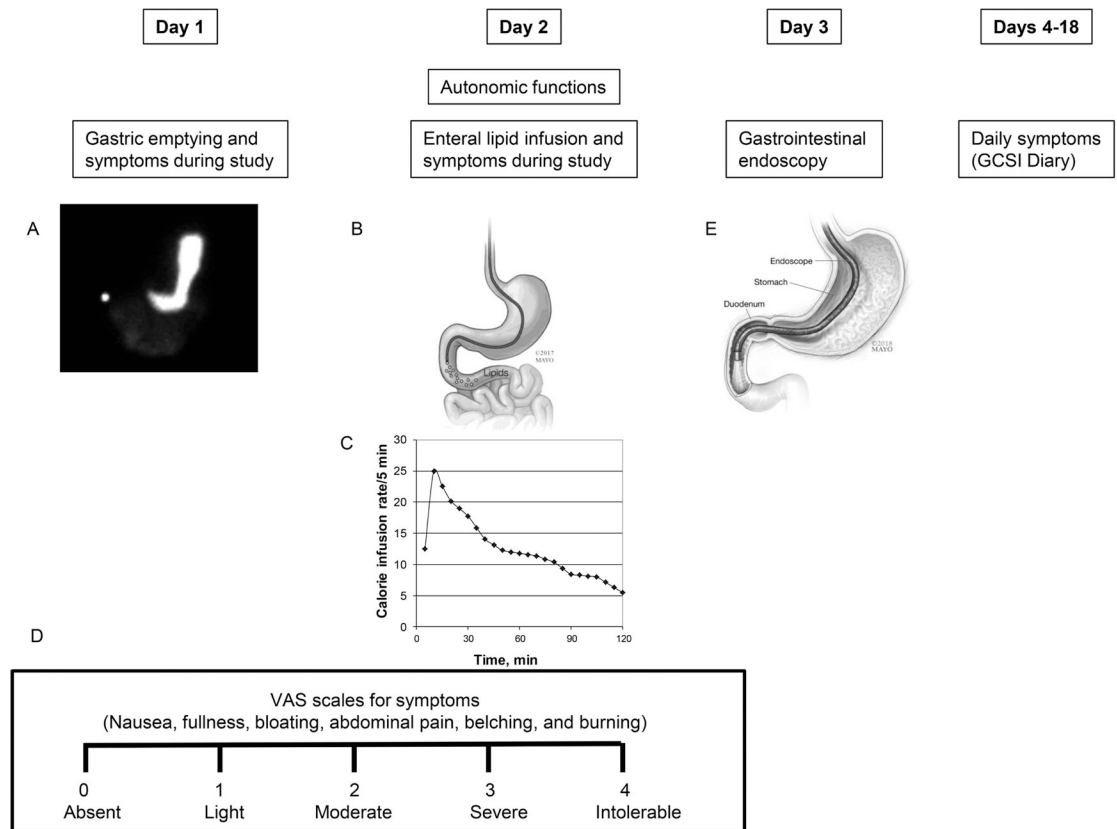 Day 1
Day 2
Day 3
Days 4-18
Autonomic functions
Gastric emptying and
symptoms during study
Enteral lipid infusion and
symptoms during study
Gastrointestinal
endoscopy
Daily symptoms
(GCSI Diary)
A
B
©2017
MAYO
Lipids
E
Endoscope
Stomach
Duodenum
©2018
MAYO
C
Calorie infusion rate/5 min
30
25
20
15
10
5
0
0 30 60 90 120
Time, min
D
VAS scales for symptoms
(Nausea, fullness, bloating, abdominal pain, belching, and burning)
0 1 2 3 4
Absent Light Moderate Severe Intolerable